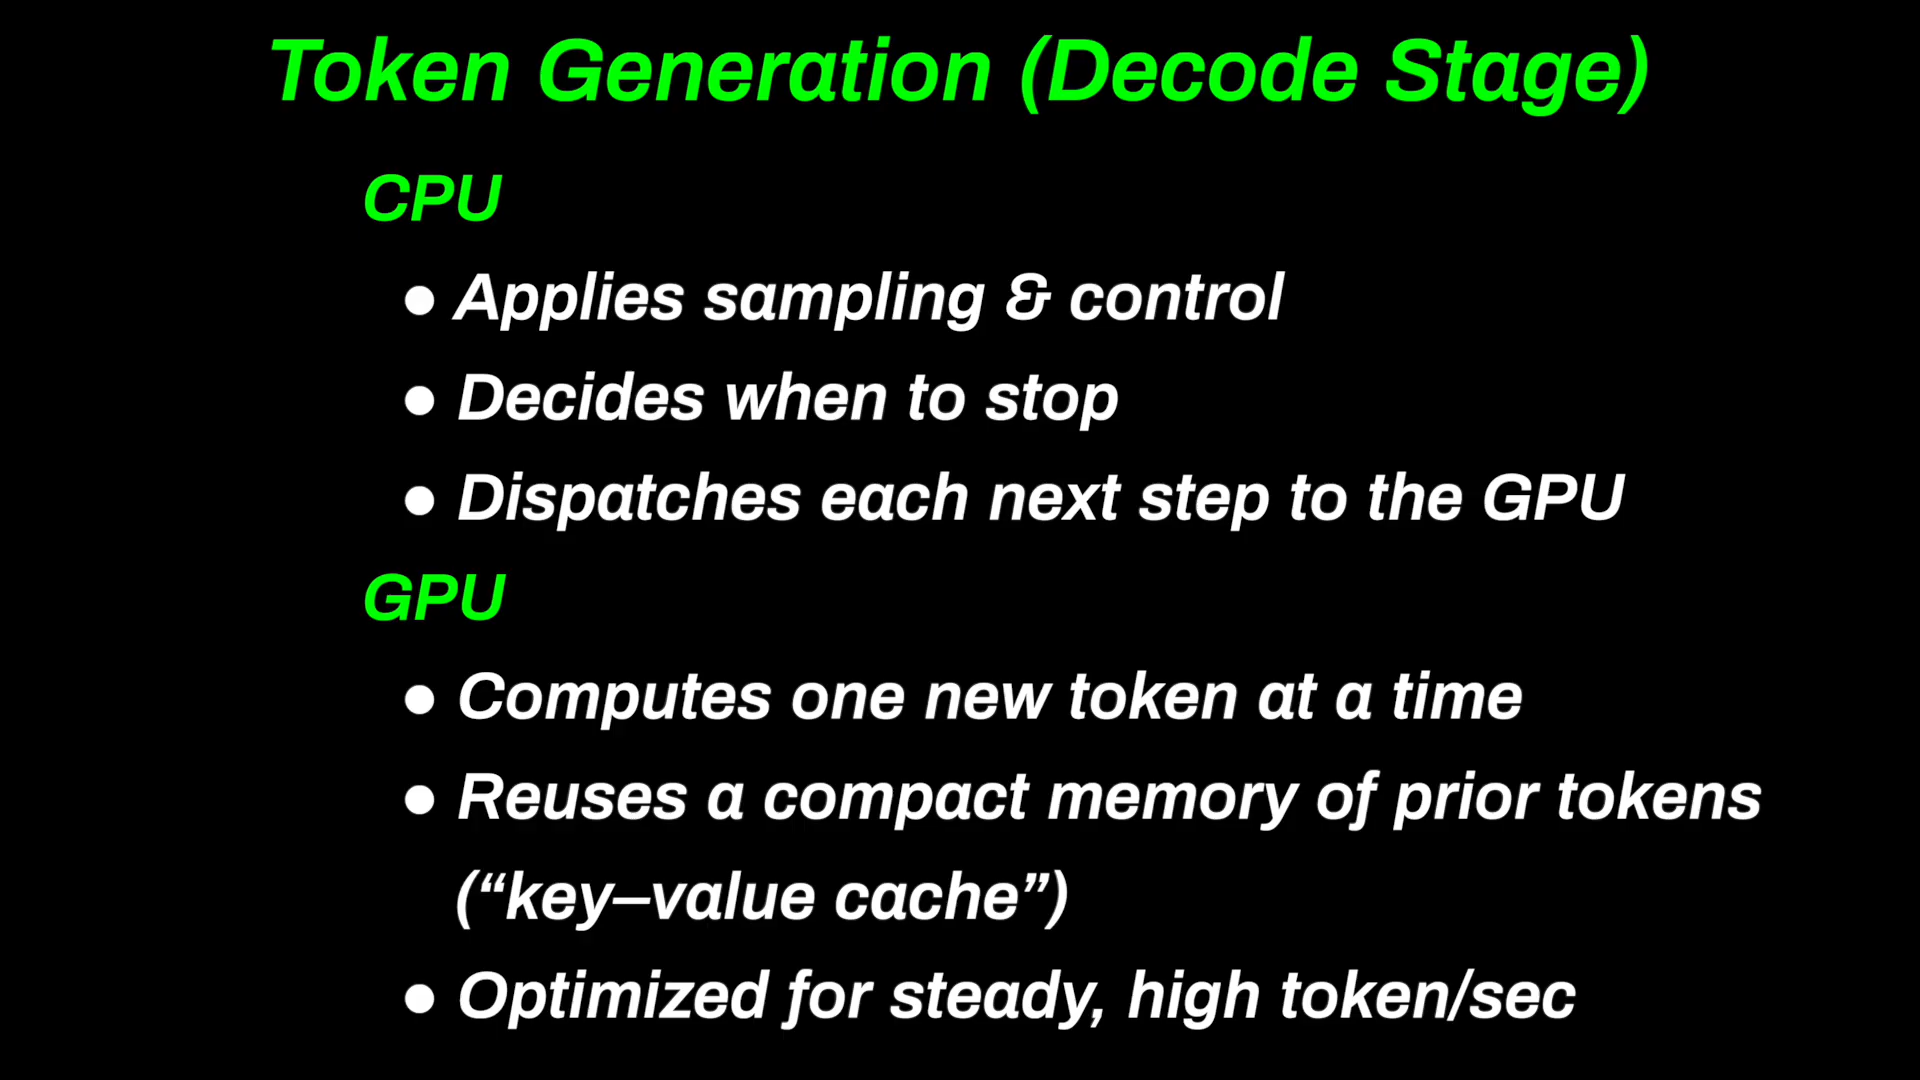 Token Generation (Decode Stage)
CPU
● Applies sampling & control
● Decides when to stop
● Dispatches each next step to the GPU
GPU
● Computes one new token at a time
● Reuses a compact memory of prior tokens
(“key–value cache”)
● Optimized for steady, high token/sec